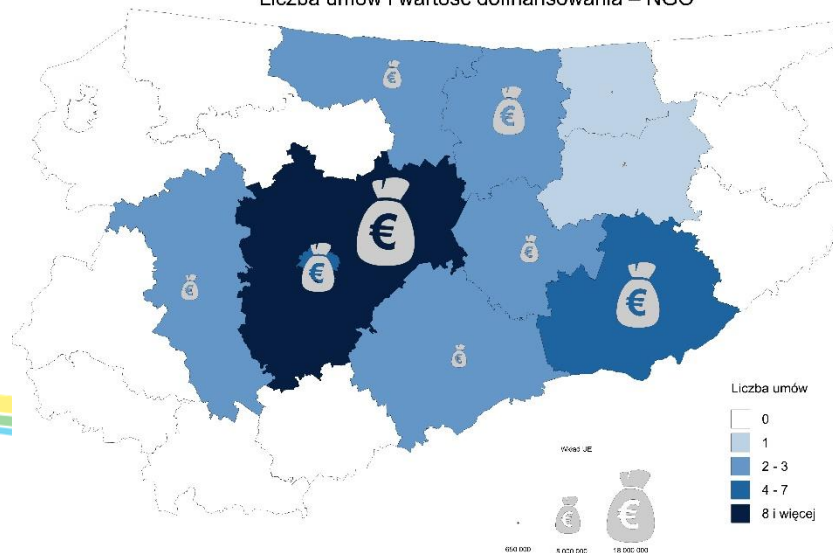 Liczba umów i wartość dofinansowania – NGO
Liczba umów
0
1
2 - 3
4 - 7
8 i więcej
Wkład UE
650 000
8 000 000
18 000 000